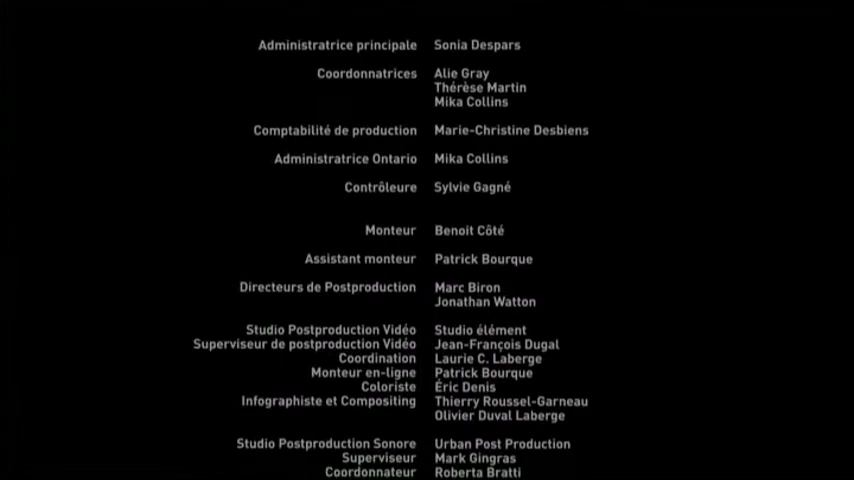 Administratrice principale Sonia Despars
Coordonnatrices Alie Gray
Thérèse Martin
Mika Collins
Comptabilité de production Marie-Christine Desbiens
Administratrice Ontario Mika Collins
Contrôleure Sylvie Gagné
Monteur Benoit Côté
Assistant monteur Patrick Bourque
Directeurs de Postproduction Marc Biron
Jonathan Watton
Studio Postproduction Vidéo Studio élément
Superviseur de postproduction Vidéo Jean-François Dugal
Coordination Laurie C. Laberge
Monteur en-ligne Patrick Bourque
Coloriste Éric Denis
Infographiste et Compositing Thierry Roussel-Garneau
Olivier Duval Laberge
Studio Postproduction Sonore Urban Post Production
Superviseur Mark Gingras
Coordonnateur Roberta Bratti